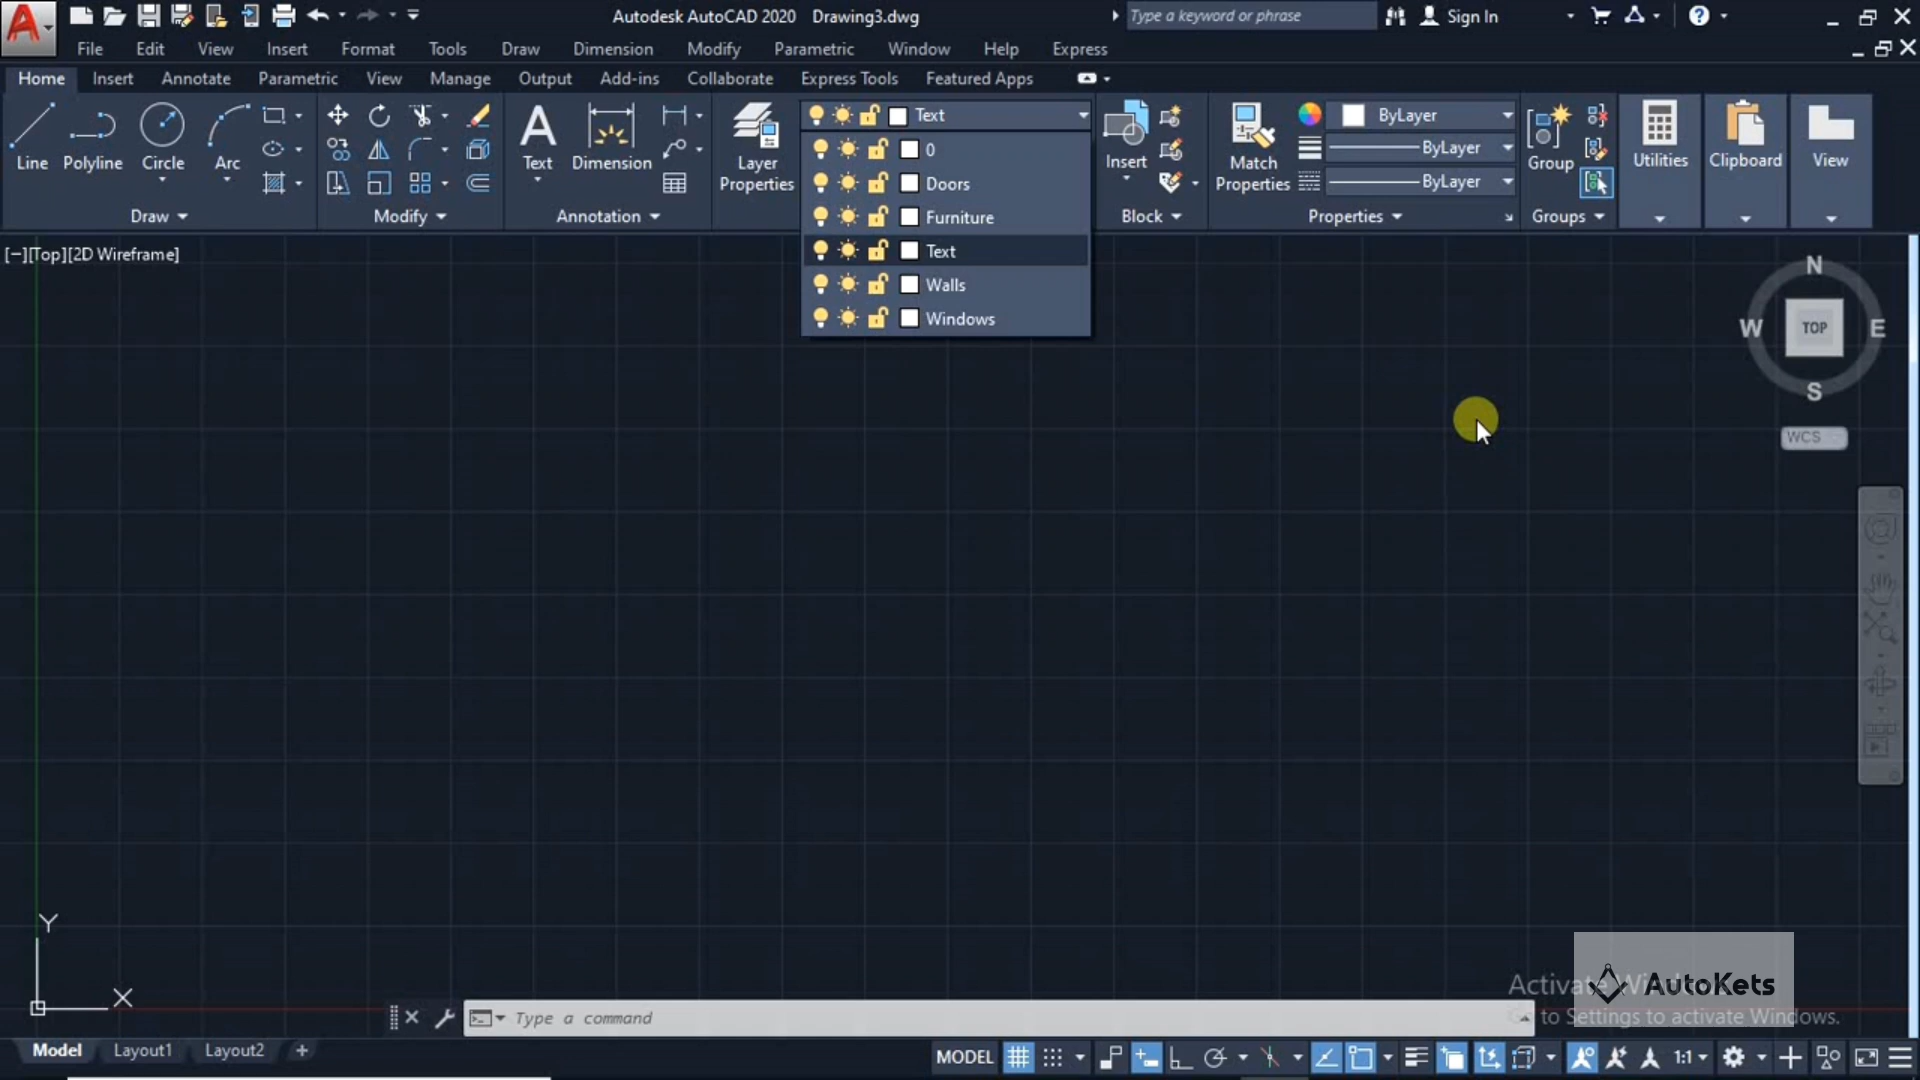 Autodesk AutoCAD 2020 Drawing3.dwg
Type a keyword or phrase
Sign In
File Edit View Insert Format Tools Draw Dimension Modify Parametric Window Help Express
Home Insert Annotate Parametric View Manage Output Add-ins Collaborate Express Tools Featured Apps
Line
Polyline
Circle
Arc
Draw
Modify
Text
Dimension
Annotation
Layer
Properties
Text
0
Doors
Furniture
Text
Walls
Windows
Insert
Block
Match
Properties
ByLayer
ByLayer
ByLayer
Properties
Group
Groups
Utilities
Clipboard
View
[−][Top][2D Wireframe]
N
W
TOP
E
S
WCS
Y
X
Activate Wi
AutoKets
to Settings to activate Windows.
Type a command
Model Layout1 Layout2
MODEL
1:1